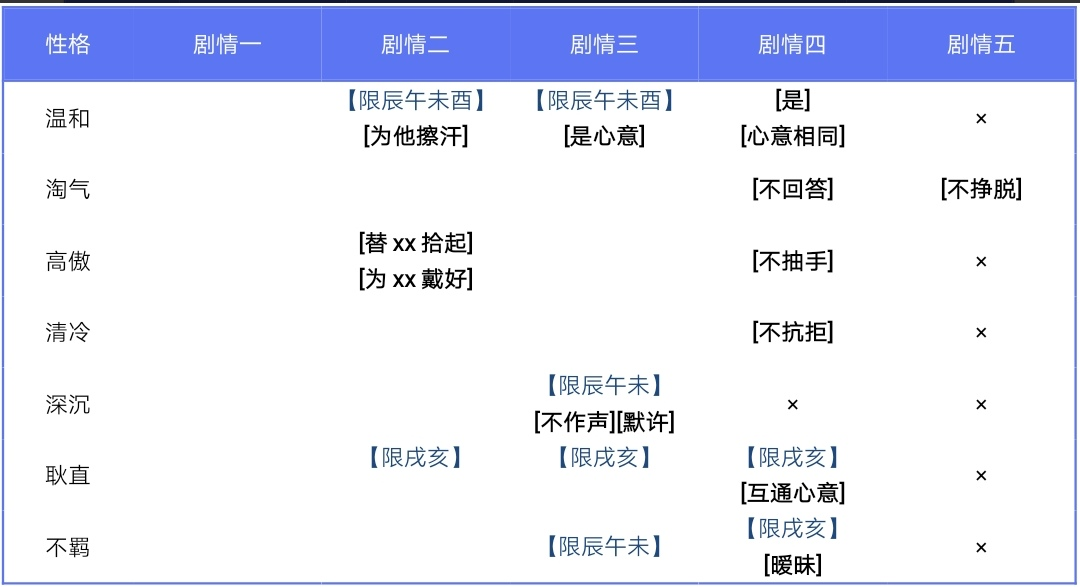 性格 剧情一 剧情二 剧情三 剧情四 剧情五
温和 【限辰午未酉】 【限辰午未酉】 [是] ×
[为他擦汗] [是心意] [心意相同]
淘气 [不回答] [不挣脱]
高傲 [替 xx 拾起] [不抽手] ×
[为 xx 戴好]
清冷 [不抗拒] ×
深沉 【限辰午未】 × ×
[不作声][默许]
耿直 【限戌亥】 【限戌亥】 【限戌亥】 ×
[互通心意]
不羁 【限辰午未】 【限戌亥】 ×
[暧昧]